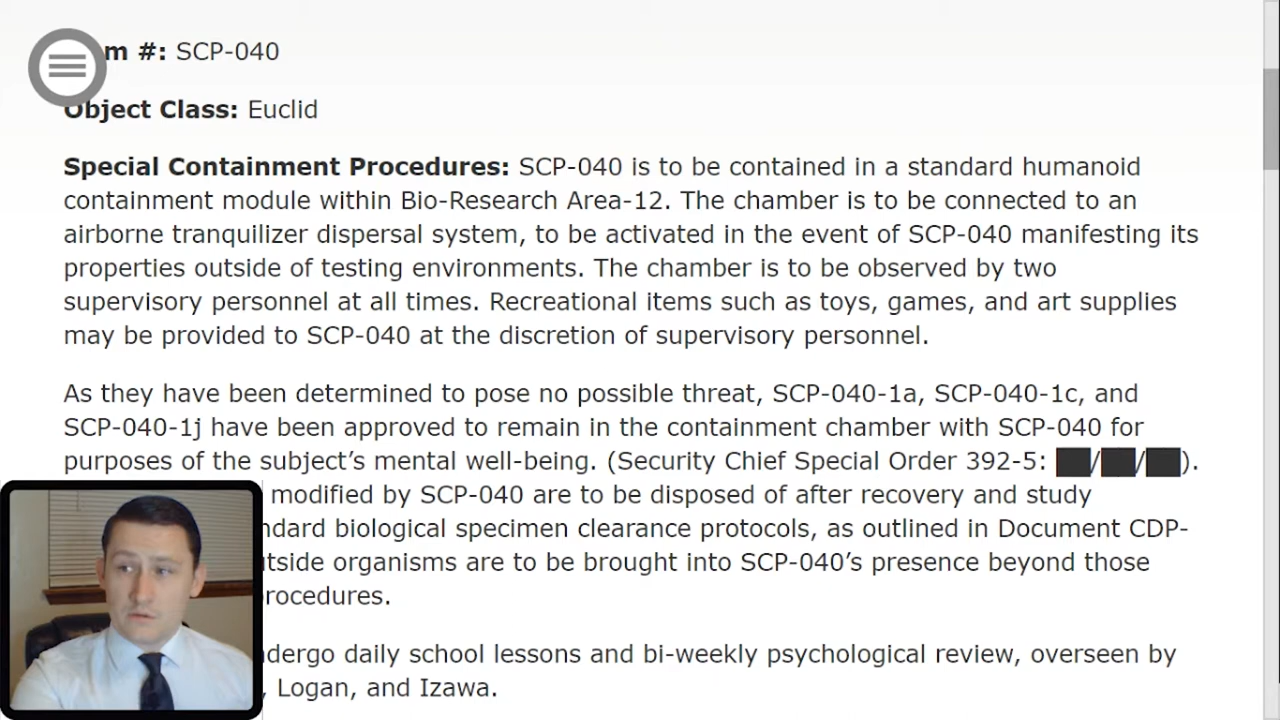 m #: SCP-040
Object Class: Euclid
Special Containment Procedures: SCP-040 is to be contained in a standard humanoid
containment module within Bio-Research Area-12. The chamber is to be connected to an
airborne tranquilizer dispersal system, to be activated in the event of SCP-040 manifesting its
properties outside of testing environments. The chamber is to be observed by two
supervisory personnel at all times. Recreational items such as toys, games, and art supplies
may be provided to SCP-040 at the discretion of supervisory personnel.
As they have been determined to pose no possible threat, SCP-040-1a, SCP-040-1c, and
SCP-040-1j have been approved to remain in the containment chamber with SCP-040 for
purposes of the subject’s mental well-being. (Security Chief Special Order 392-5: ██/██/██).
modified by SCP-040 are to be disposed of after recovery and study
ndard biological specimen clearance protocols, as outlined in Document CDP-
tside organisms are to be brought into SCP-040’s presence beyond those
rocedures.
dergo daily school lessons and bi-weekly psychological review, overseen by
, Logan, and Izawa.